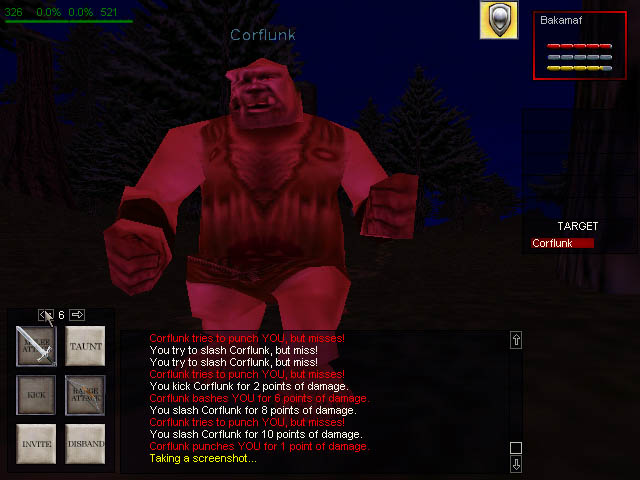 326 0.0% 0.0% 521
Corflunk
Bakamaf
TARGET
Corflunk
6
MELEE ATTACK
TAUNT
KICK
RANGE ATTACK
INVITE
DISBAND
Corflunk tries to punch YOU, but misses!
You try to slash Corflunk, but miss!
You try to slash Corflunk, but miss!
Corflunk tries to punch YOU, but misses!
You kick Corflunk for 2 points of damage.
Corflunk bashes YOU for 6 points of damage.
You slash Corflunk for 8 points of damage.
Corflunk tries to punch YOU, but misses!
You slash Corflunk for 10 points of damage.
Corflunk punches YOU for 1 point of damage.
Taking a screenshot...